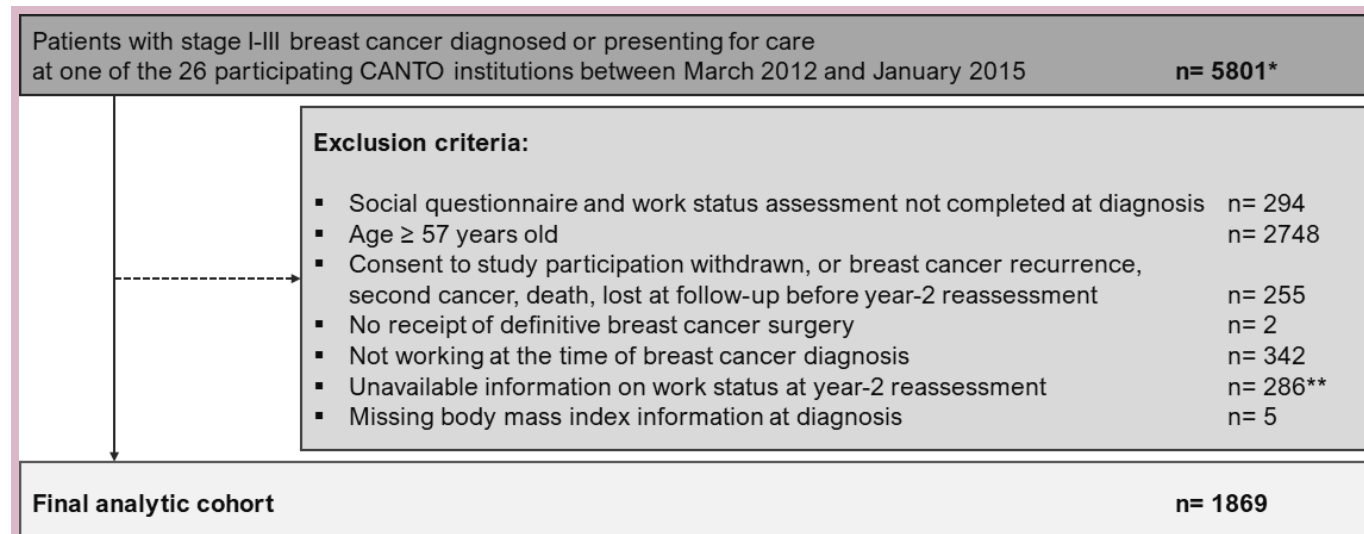 Patients with stage I-III breast cancer diagnosed or presenting for care
at one of the 26 participating CANTO institutions between March 2012 and January 2015 n= 5801*
Exclusion criteria:
▪ Social questionnaire and work status assessment not completed at diagnosis n= 294
▪ Age ≥ 57 years old n= 2748
▪ Consent to study participation withdrawn, or breast cancer recurrence,
second cancer, death, lost at follow-up before year-2 reassessment n= 255
▪ No receipt of definitive breast cancer surgery n= 2
▪ Not working at the time of breast cancer diagnosis n= 342
▪ Unavailable information on work status at year-2 reassessment n= 286**
▪ Missing body mass index information at diagnosis n= 5
Final analytic cohort n= 1869